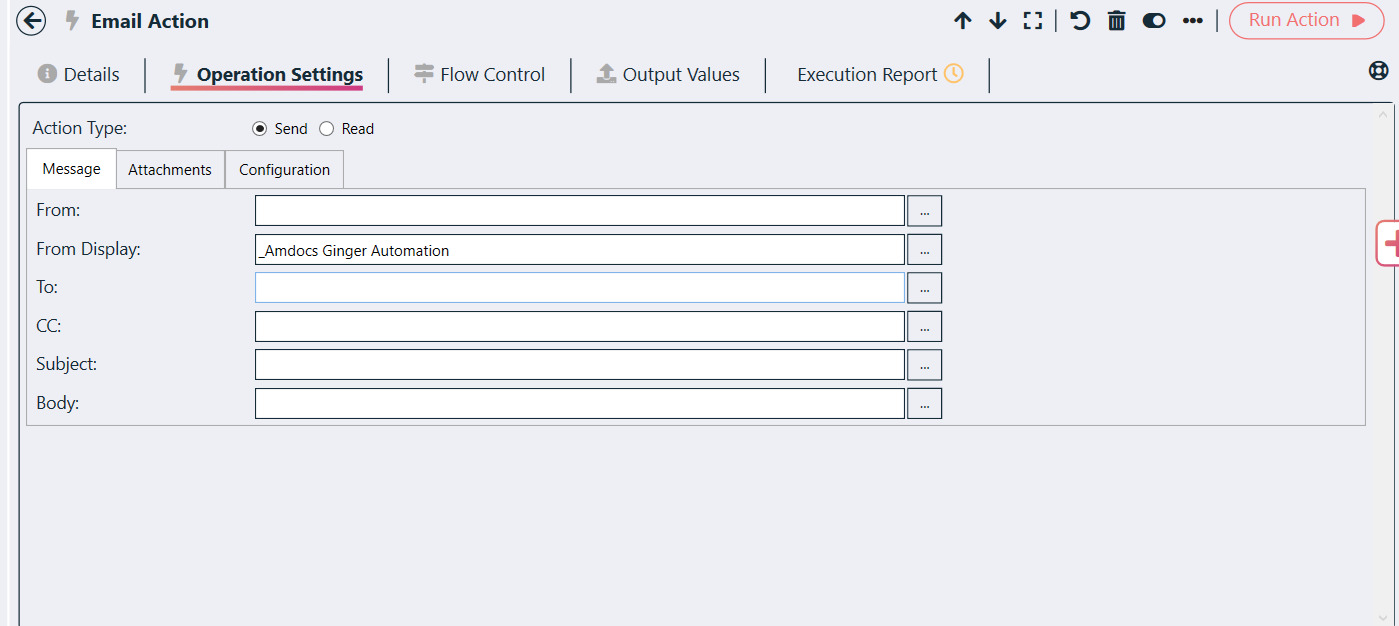 Email Action
Run Action
Details
Operation Settings
Flow Control
Output Values
Execution Report
Action Type:
Send
Read
Message
Attachments
Configuration
From:
...
From Display:
_Amdocs Ginger Automation
...
To:
...
CC:
...
Subject:
...
Body:
...